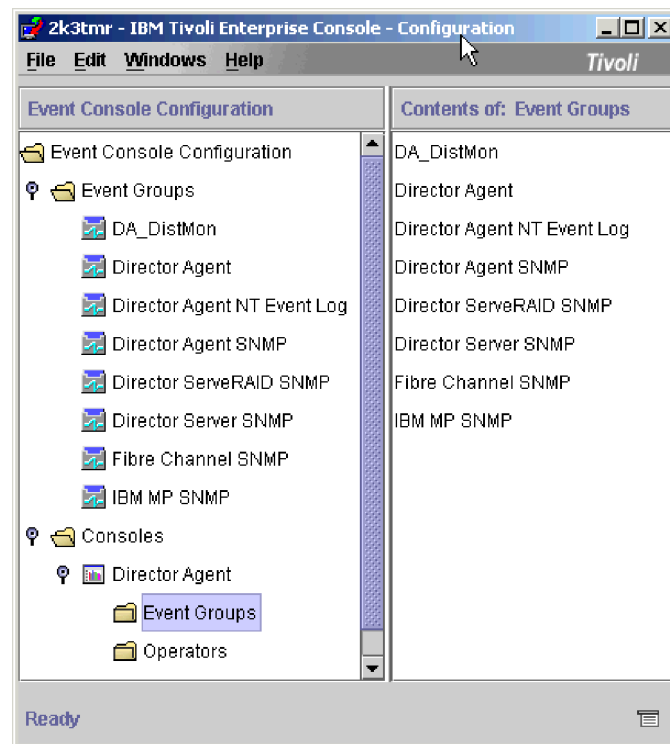 2k3tmr - IBM Tivoli Enterprise Console - Configuration
File Edit Windows Help
Tivoli
Event Console Configuration
Contents of: Event Groups
Event Console Configuration
Event Groups
DA_DistMon
Director Agent
Director Agent NT Event Log
Director Agent SNMP
Director ServeRAID SNMP
Director Server SNMP
Fibre Channel SNMP
IBM MP SNMP
Consoles
Director Agent
Event Groups
Operators
DA_DistMon
Director Agent
Director Agent NT Event Log
Director Agent SNMP
Director ServeRAID SNMP
Director Server SNMP
Fibre Channel SNMP
IBM MP SNMP
Ready